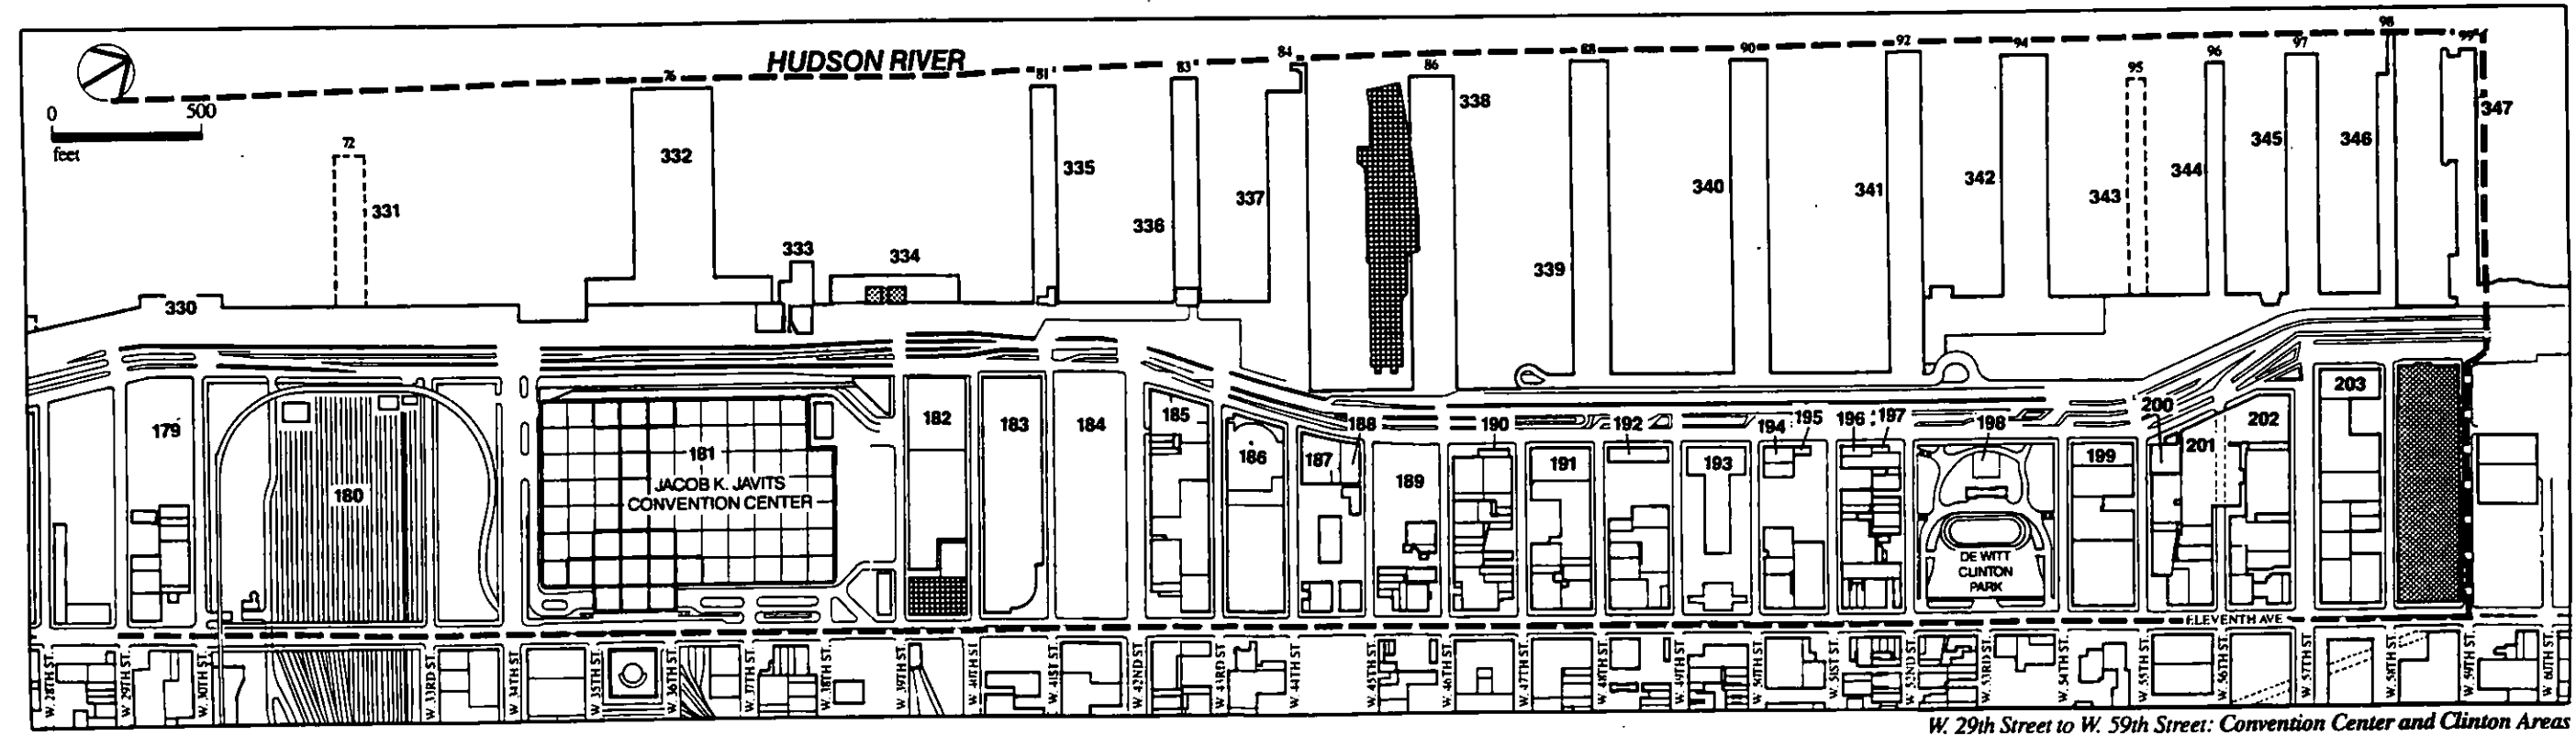 98
99
HUDSON RIVER
76
81
83
84
86
88
90
92
94
95
96
97
0
500
feet
72
331
332
333
334
335
336
337
338
339
340
341
342
343
344
345
346
347
330
179
180
181
JACOB K. JAVITS
CONVENTION CENTER
182
183
184
185
186
187
188
189
190
191
192
193
194
195
196
197
198
DE WITT
CLINTON
PARK
199
200
201
202
203
ELEVENTH AVE
W. 28TH ST.
W. 29TH ST.
W. 30TH ST.
W. 33RD ST.
W. 34TH ST.
W. 35TH ST.
W. 36TH ST.
W. 37TH ST.
W. 38TH ST.
W. 39TH ST.
W. 40TH ST.
W. 41ST ST.
W. 42ND ST.
W. 43RD ST.
W. 44TH ST.
W. 45TH ST.
W. 46TH ST.
W. 47TH ST.
W. 48TH ST.
W. 49TH ST.
W. 50TH ST.
W. 51ST ST.
W. 52ND ST.
W. 53RD ST.
W. 54TH ST.
W. 55TH ST.
W. 56TH ST.
W. 57TH ST.
W. 58TH ST.
W. 59TH ST.
W. 60TH ST.
W. 29th Street to W. 59th Street: Convention Center and Clinton Areas